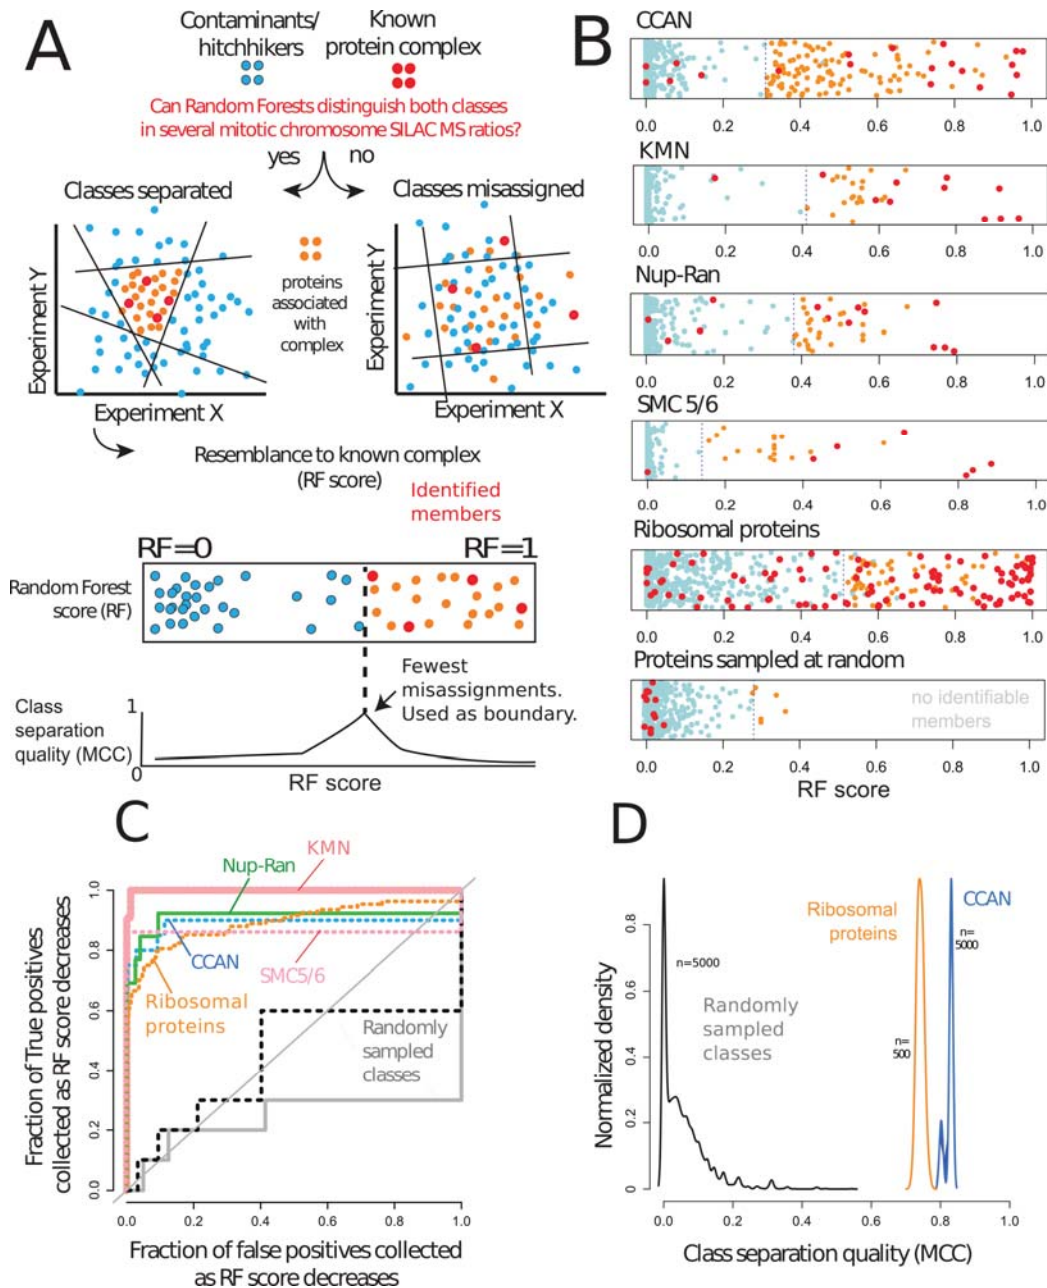 A
Contaminants/
hitchhikers
Known
protein complex
Can Random Forests distinguish both classes
in several mitotic chromosome SILAC MS ratios?
yes
no
Classes separated
Classes misassigned
Experiment Y
Experiment X
proteins
associated
with
complex
Experiment Y
Experiment X
Resemblance to known complex
(RF score)
Identified
members
RF=0
RF=1
Random Forest
score (RF)
Fewest
misassignments.
Used as boundary.
Class
separation
quality (MCC)
1
0
RF score
B
CCAN
0.0 0.2 0.4 0.6 0.8 1.0
KMN
0.0 0.2 0.4 0.6 0.8 1.0
Nup-Ran
0.0 0.2 0.4 0.6 0.8 1.0
SMC 5/6
0.0 0.2 0.4 0.6 0.8 1.0
Ribosomal proteins
0.0 0.2 0.4 0.6 0.8 1.0
Proteins sampled at random
no identifiable
members
0.0 0.2 0.4 0.6 0.8 1.0
RF score
C
KMN
Nup-Ran
CCAN
SMC5/6
Ribosomal
proteins
Randomly
sampled
classes
Fraction of True positives
collected as RF score decreases
1.0
0.8
0.6
0.4
0.2
0.0
0.0 0.2 0.4 0.6 0.8 1.0
Fraction of false positives collected
as RF score decreases
D
Ribosomal
proteins
CCAN
n=
5000
n=5000
Randomly
sampled
classes
n=
500
Normalized density
0.8
0.6
0.4
0.2
0
0.0 0.2 0.4 0.6 0.8 1.0
Class separation quality (MCC)